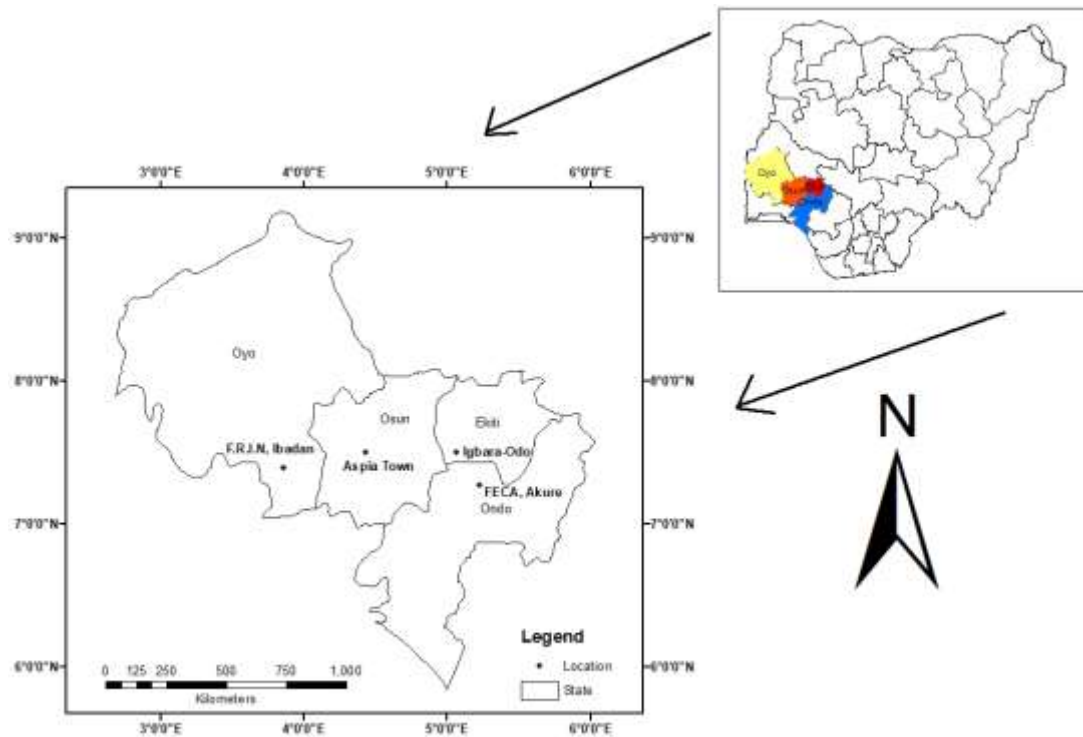 Oyo
3°0'0"E 4°0'0"E 5°0'0"E 6°0'0"E
9°0'0"N 9°0'0"N
Oyo
8°0'0"N 8°0'0"N
Osun
Ekiti
F.R.I.N, Ibadan
Igbara-Odo
Aspia Town
FECA, Akure
Ondo
7°0'0"N 7°0'0"N
Legend
Location
State
6°0'0"N 6°0'0"N
0 125 250 500 750 1,000
Kilometers
3°0'0"E 4°0'0"E 5°0'0"E 6°0'0"E
N